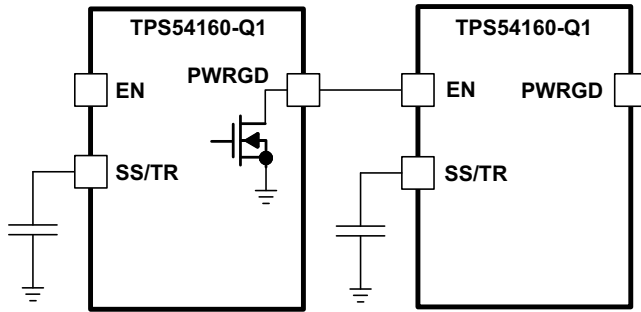 TPS54160-Q1
PWRGD
EN
SS/TR
TPS54160-Q1
EN
PWRGD
SS/TR